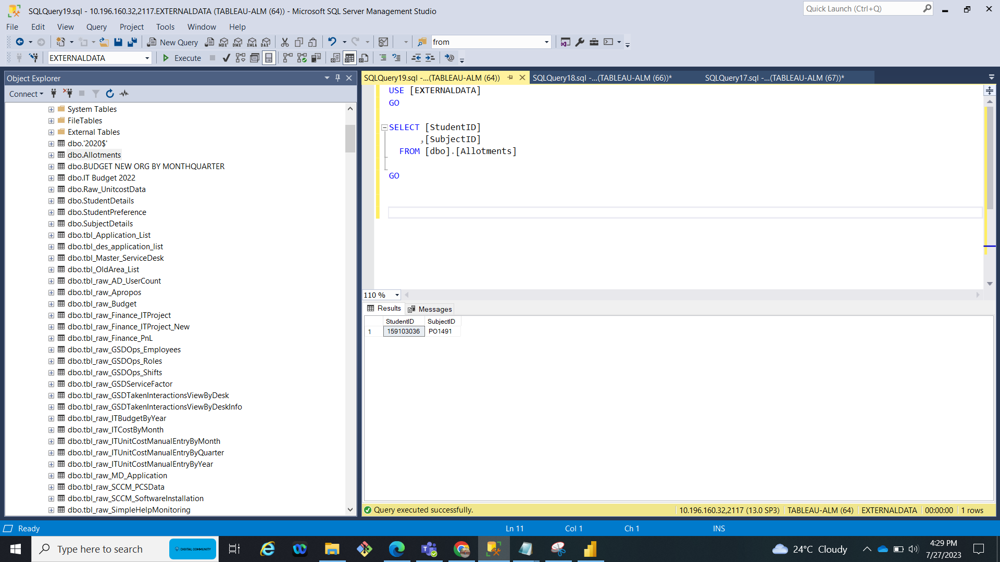 SQLQuery19.sql - 10.196.160.32,2117.EXTERNALDATA (TABLEAU-ALM (64)) - Microsoft SQL Server Management Studio
Quick Launch (Ctrl+Q)
File Edit View Query Project Tools Window Help
New Query
MDX DMX XMLA DAX
from
EXTERNALDATA
Execute
Object Explorer
Connect
System Tables
FileTables
External Tables
dbo.'2020$'
dbo.Allotments
dbo.BUDGET NEW ORG BY MONTHQUARTER
dbo.IT Budget 2022
dbo.Raw_UnitcostData
dbo.StudentDetails
dbo.StudentPreference
dbo.SubjectDetails
dbo.tbl_Application_List
dbo.tbl_des_application_list
dbo.tbl_Master_ServiceDesk
dbo.tbl_OldArea_List
dbo.tbl_raw_AD_UserCount
dbo.tbl_raw_Apropos
dbo.tbl_raw_Budget
dbo.tbl_raw_Finance_ITProject
dbo.tbl_raw_Finance_ITProject_New
dbo.tbl_raw_Finance_PnL
dbo.tbl_raw_GSDOps_Employees
dbo.tbl_raw_GSDOps_Roles
dbo.tbl_raw_GSDOps_Shifts
dbo.tbl_raw_GSDServiceFactor
dbo.tbl_raw_GSDTakenInteractionsViewByDesk
dbo.tbl_raw_GSDTakenInteractionsViewByDeskInfo
dbo.tbl_raw_ITBudgetByYear
dbo.tbl_raw_ITCostByMonth
dbo.tbl_raw_ITUnitCostManualEntryByMonth
dbo.tbl_raw_ITUnitCostManualEntryByQuarter
dbo.tbl_raw_ITUnitCostManualEntryByYear
dbo.tbl_raw_MD_Application
dbo.tbl_raw_SCCM_PCSData
dbo.tbl_raw_SCCM_SoftwareInstallation
dbo.tbl_raw_SimpleHelpMonitoring
SQLQuery19.sql -...(TABLEAU-ALM (64)) SQLQuery18.sql -...(TABLEAU-ALM (66))* SQLQuery17.sql -...(TABLEAU-ALM (67))*
USE [EXTERNALDATA]
GO
SELECT [StudentID]
,[SubjectID]
FROM [dbo].[Allotments]
GO
110 %
Results Messages
StudentID SubjectID
1 159103036 PO1491
Query executed successfully. 10.196.160.32,2117 (13.0 SP3) TABLEAU-ALM (64) EXTERNALDATA 00:00:00 1 rows
Ready Ln 11 Col 1 Ch 1 INS
Type here to search
DIGITAL COMMUNITY
24°C Cloudy
4:29 PM
7/27/2023